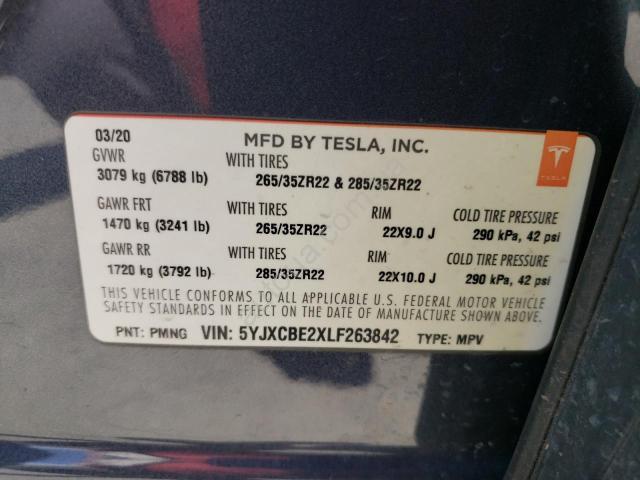 03/20 MFD BY TESLA, INC.
TESLA
GVWR WITH TIRES
3079 kg (6788 lb) 265/35ZR22 & 285/35ZR22
GAWR FRT WITH TIRES RIM COLD TIRE PRESSURE
1470 kg (3241 lb) 265/35ZR22 22X9.0 J 290 kPa, 42 psi
GAWR RR WITH TIRES RIM COLD TIRE PRESSURE
1720 kg (3792 lb) 285/35ZR22 22X10.0 J 290 kPa, 42 psi
THIS VEHICLE CONFORMS TO ALL APPLICABLE U.S. FEDERAL MOTOR VEHICLE
SAFETY STANDARDS IN EFFECT ON THE DATE OF MANUFACTURE SHOWN ABOVE.
PNT: PMNG VIN: 5YJXCBE2XLF263842 TYPE: MPV